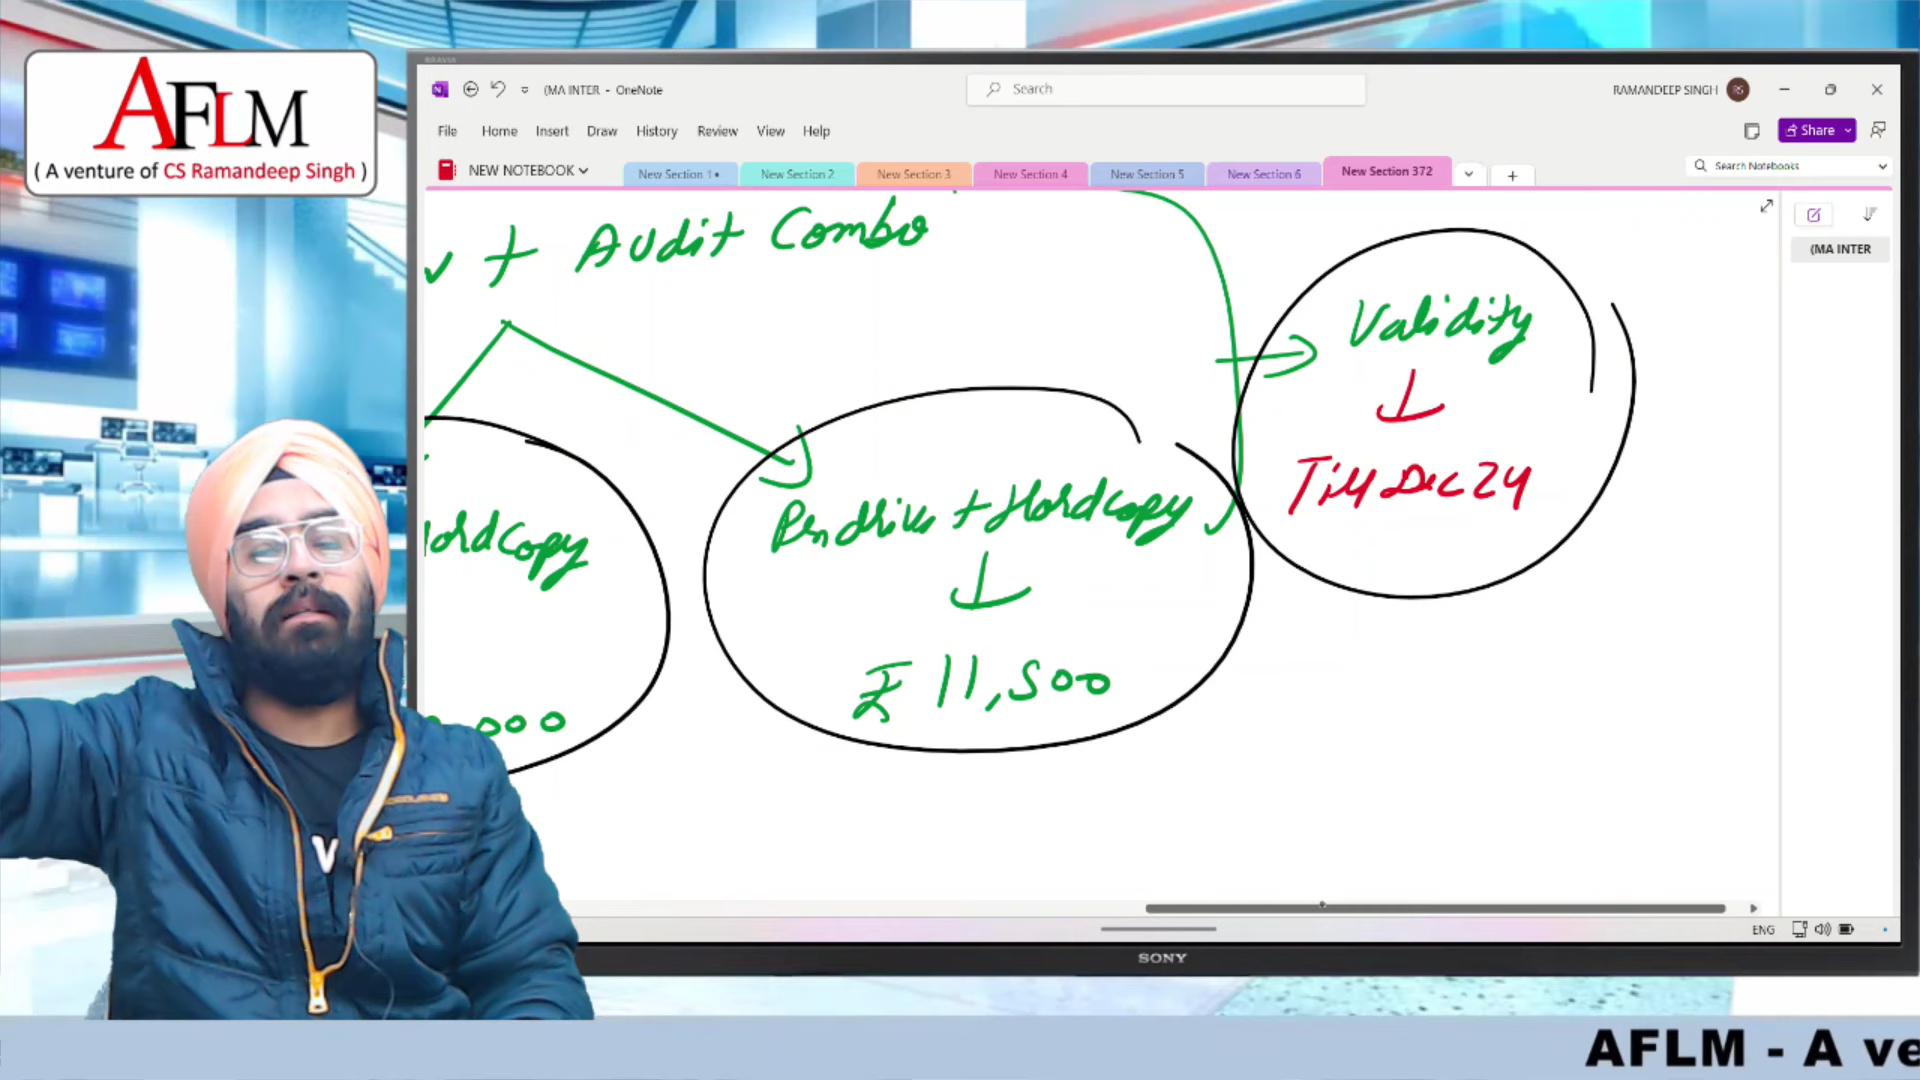 AFLM
( A venture of CS Ramandeep Singh )
BRAVIA
(MA INTER - OneNote
Search
RAMANDEEP SINGH
RS
File Home Insert Draw History Review View Help
Share
NEW NOTEBOOK
New Section 1
New Section 2
New Section 3
New Section 4
New Section 5
New Section 6
New Section 372
+
Search Notebooks
(MA INTER
+ Audit Combo
Validity
Till Dec 24
Hardcopy
Pendrive + Hardcopy
₹ 11,500
,000
V
ENG
SONY
AFLM - A ve